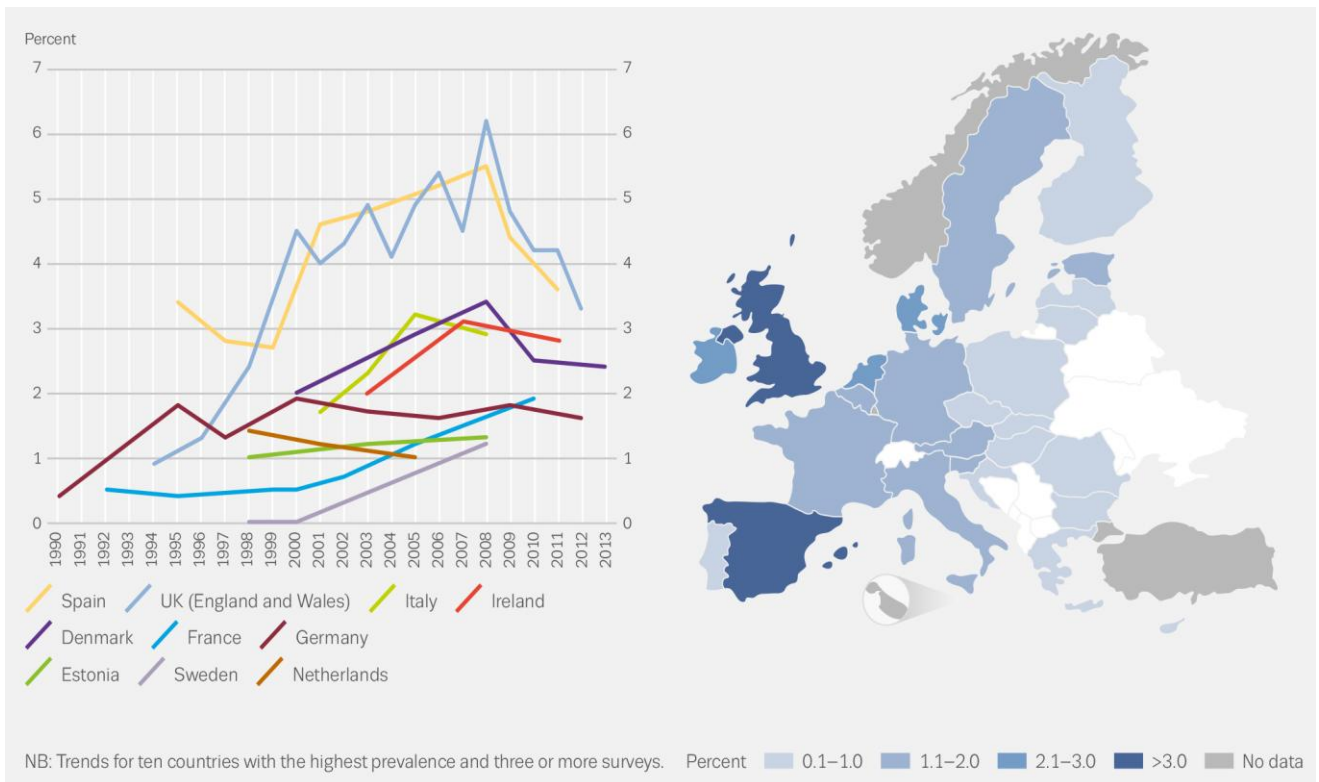 Percent
7 7
6 6
5 5
4 4
3 3
2 2
1 1
0 0
1990 1991 1992 1993 1994 1995 1996 1997 1998 1999 2000 2001 2002 2003 2004 2005 2006 2007 2008 2009 2010 2011 2012 2013
Spain UK (England and Wales) Italy Ireland
Denmark France Germany
Estonia Sweden Netherlands
NB: Trends for ten countries with the highest prevalence and three or more surveys. Percent 0.1–1.0 1.1–2.0 2.1–3.0 >3.0 No data